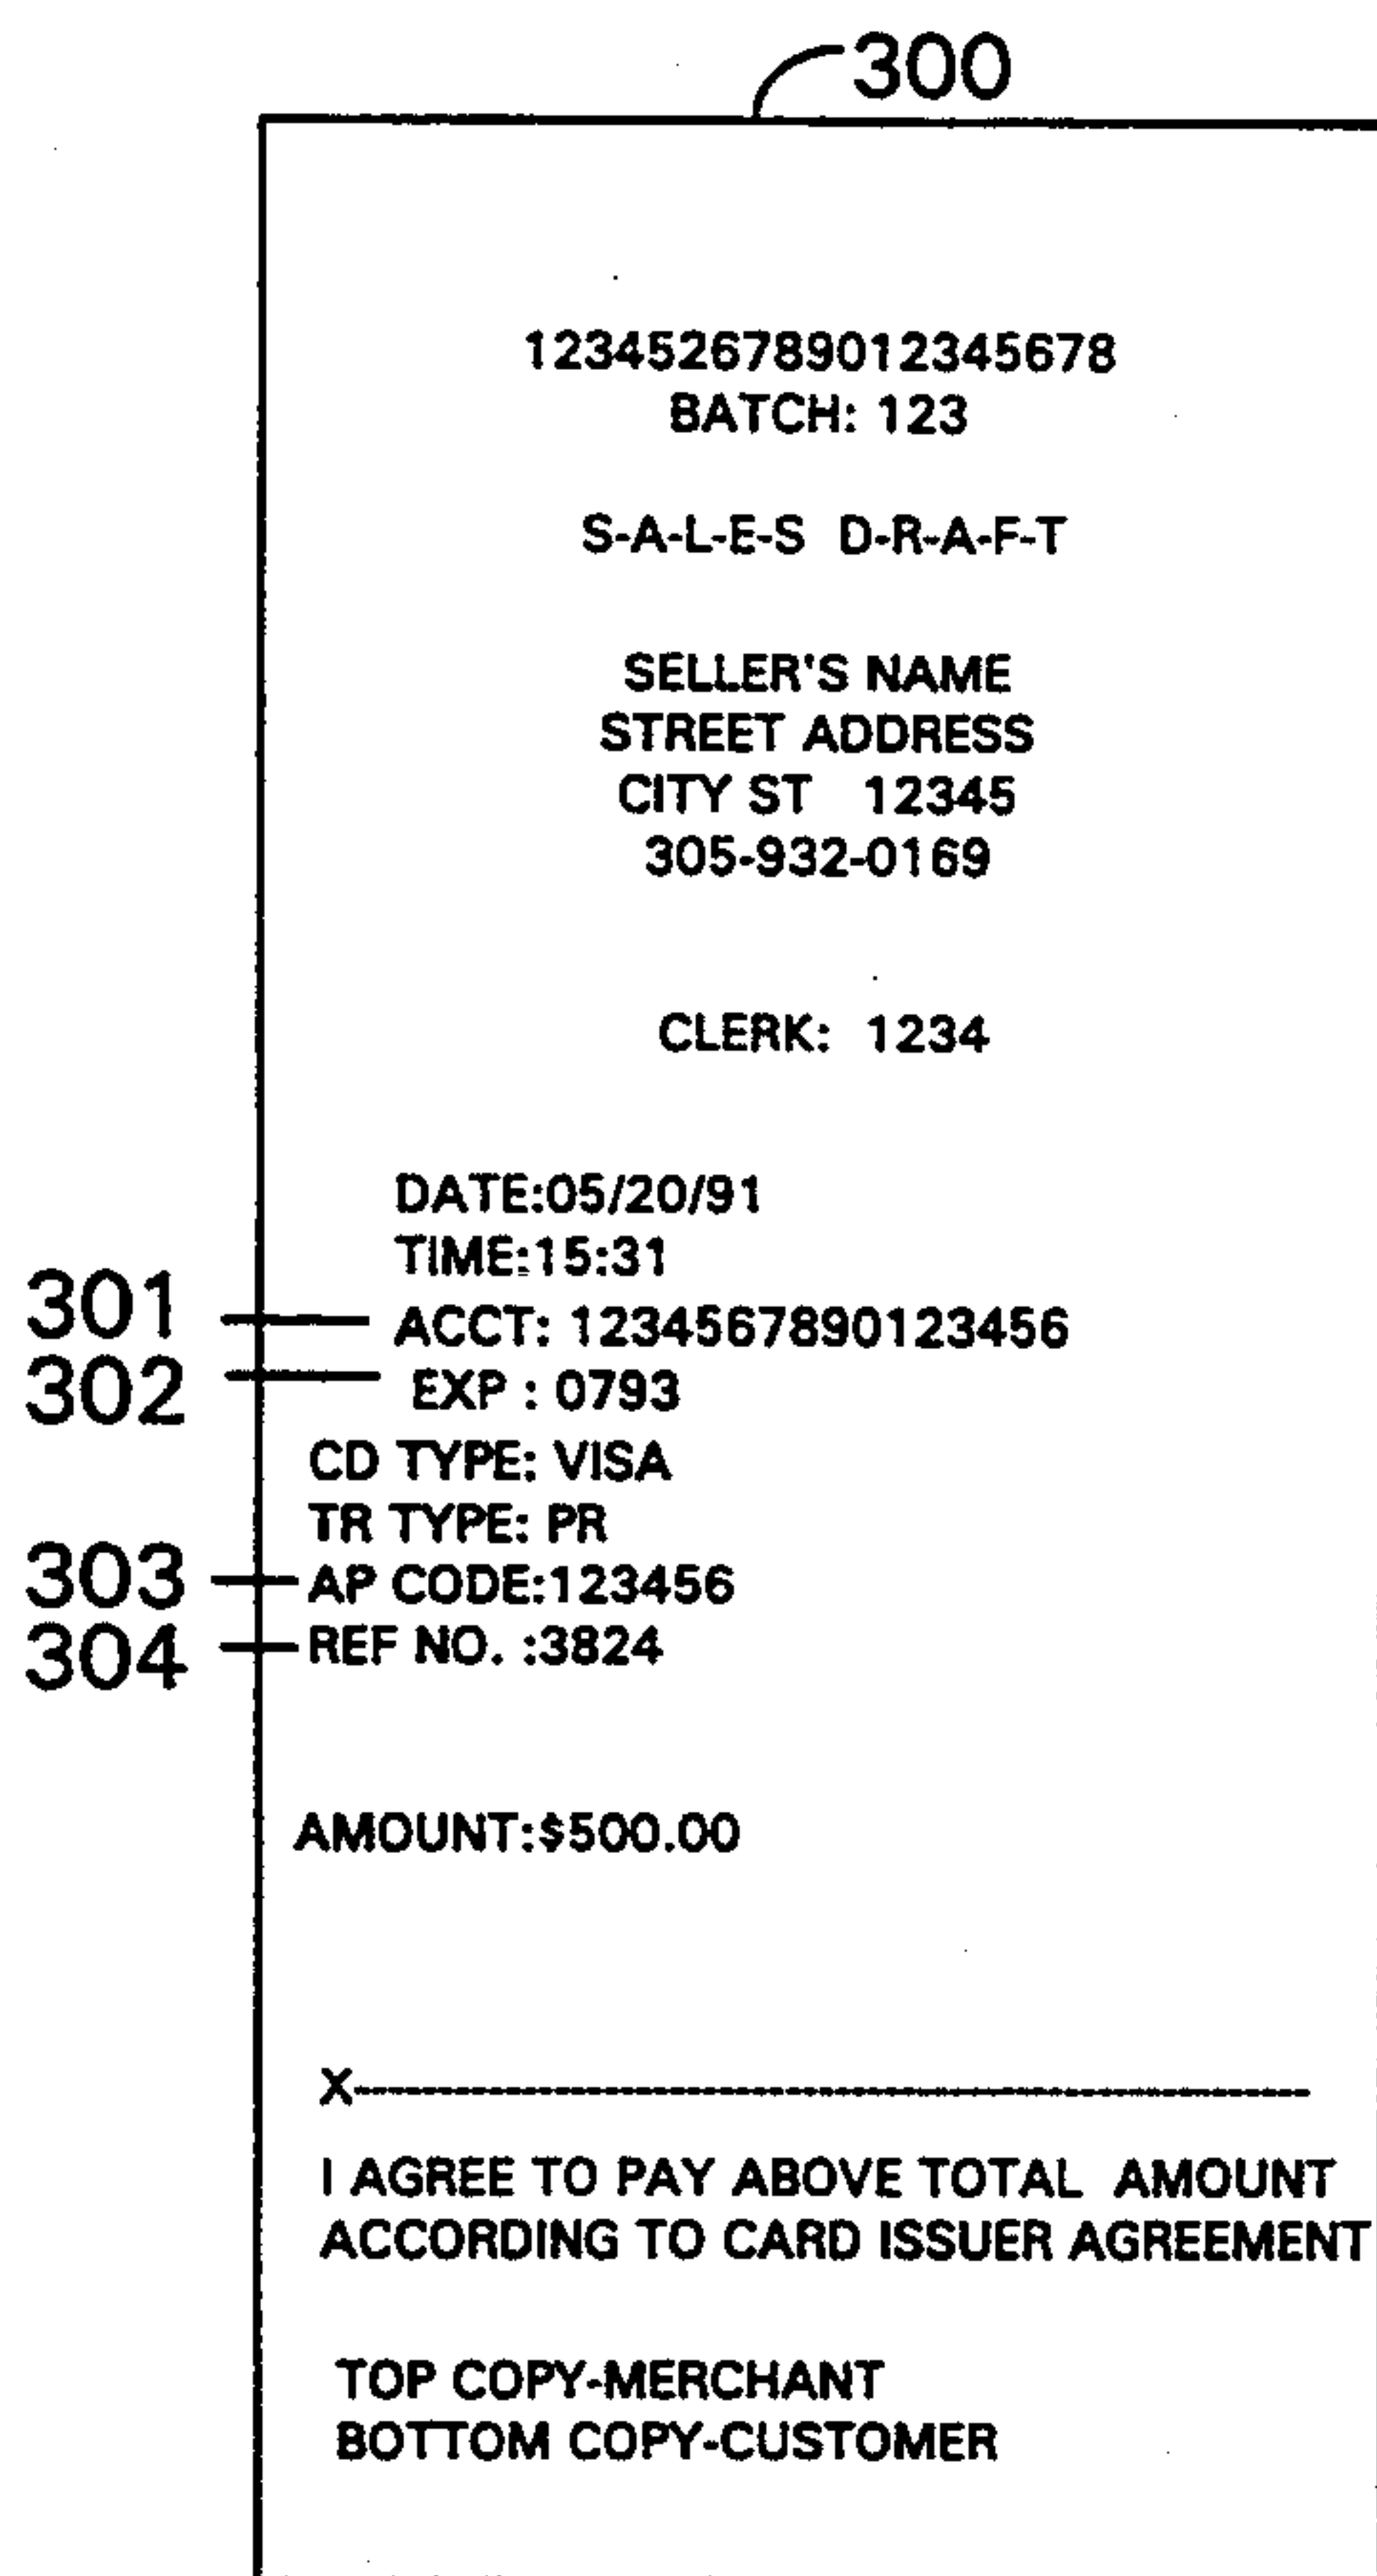 300
1234526789012345678
BATCH: 123
S-A-L-E-S D-R-A-F-T
SELLER'S NAME
STREET ADDRESS
CITY ST 12345
305-932-0169
CLERK: 1234
DATE:05/20/91
TIME:15:31
301 ACCT: 1234567890123456
302 EXP : 0793
CD TYPE: VISA
TR TYPE: PR
303 AP CODE:123456
304 REF NO. :3824
AMOUNT:$500.00
X
I AGREE TO PAY ABOVE TOTAL AMOUNT
ACCORDING TO CARD ISSUER AGREEMENT
TOP COPY-MERCHANT
BOTTOM COPY-CUSTOMER